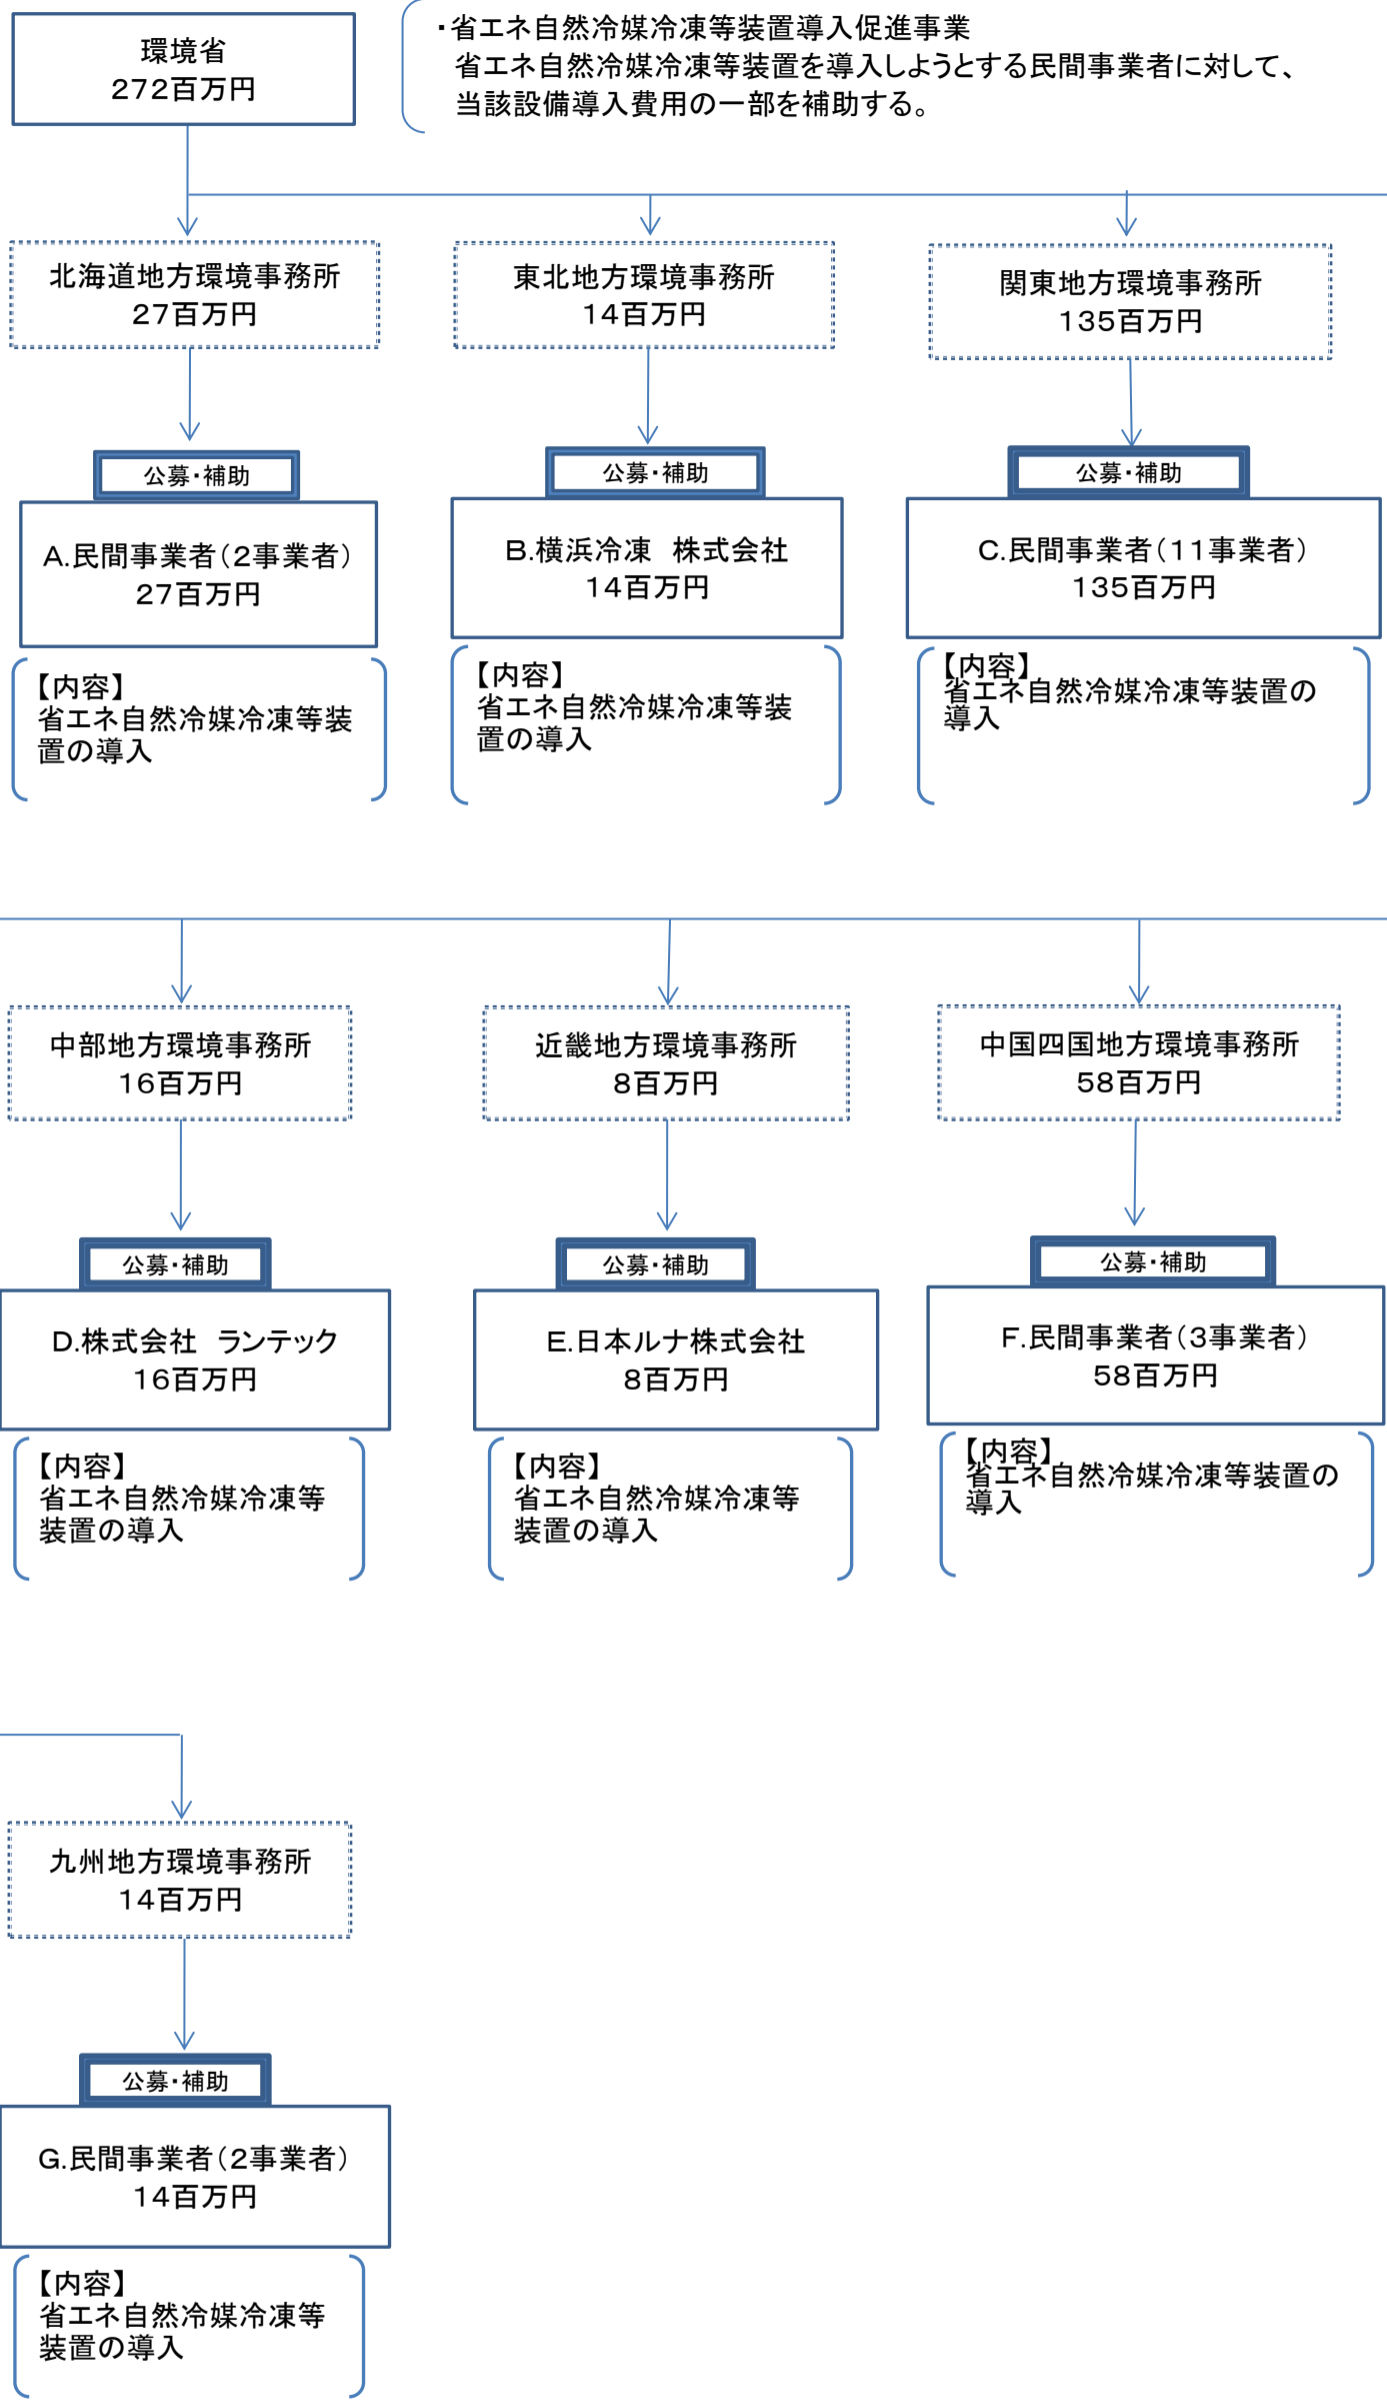 環境省
272百万円
・省エネ自然冷媒冷凍等装置導入促進事業
省エネ自然冷媒冷凍等装置を導入しようとする民間事業者に対して、
当該設備導入費用の一部を補助する。
北海道地方環境事務所
27百万円
東北地方環境事務所
14百万円
関東地方環境事務所
135百万円
公募・補助
公募・補助
公募・補助
A.民間事業者（2事業者）
27百万円
B.横浜冷凍　株式会社
14百万円
C.民間事業者（11事業者）
135百万円
【内容】
省エネ自然冷媒冷凍等装
置の導入
【内容】
省エネ自然冷媒冷凍等装
置の導入
【内容】
省エネ自然冷媒冷凍等装置の
導入
中部地方環境事務所
16百万円
近畿地方環境事務所
8百万円
中国四国地方環境事務所
58百万円
公募・補助
公募・補助
公募・補助
D.株式会社　ランテック
16百万円
E.日本ルナ株式会社
8百万円
F.民間事業者（3事業者）
58百万円
【内容】
省エネ自然冷媒冷凍等
装置の導入
【内容】
省エネ自然冷媒冷凍等
装置の導入
【内容】
省エネ自然冷媒冷凍等装置の
導入
九州地方環境事務所
14百万円
公募・補助
G.民間事業者（2事業者）
14百万円
【内容】
省エネ自然冷媒冷凍等
装置の導入